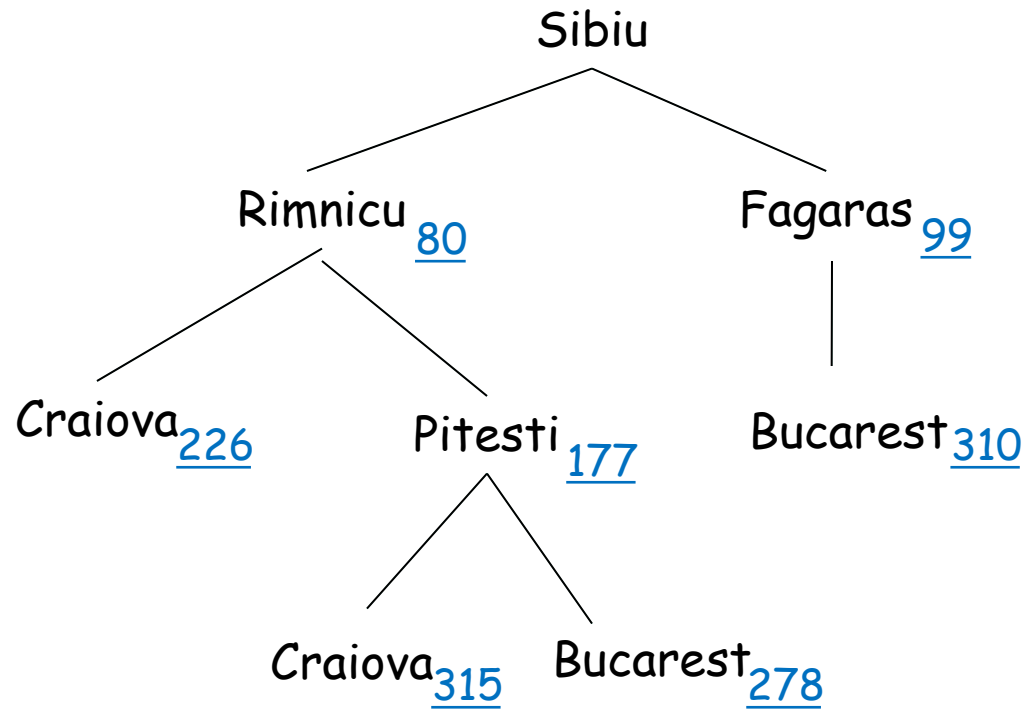 Sibiu
Rimnicu 80
Fagaras 99
Craiova 226
Pitesti 177
Bucarest 310
Craiova 315
Bucarest 278